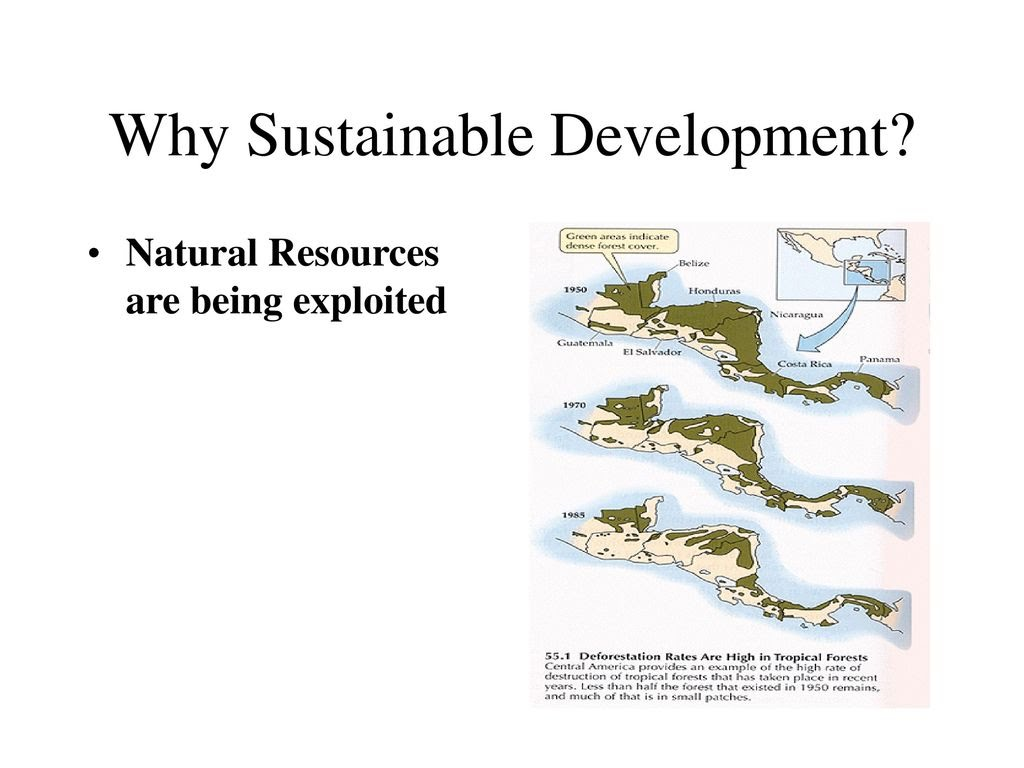 Why Sustainable Development?
• Natural Resources
are being exploited
Green areas indicate
dense forest cover.
Belize
1950
Honduras
Nicaragua
Guatemala
El Salvador
Costa Rica
Panama
1970
1985
55.1 Deforestation Rates Are High in Tropical Forests
Central America provides an example of the high rate of
destruction of tropical forests that has taken place in recent
years. Less than half the forest that existed in 1950 remains,
and much of that is in small patches.